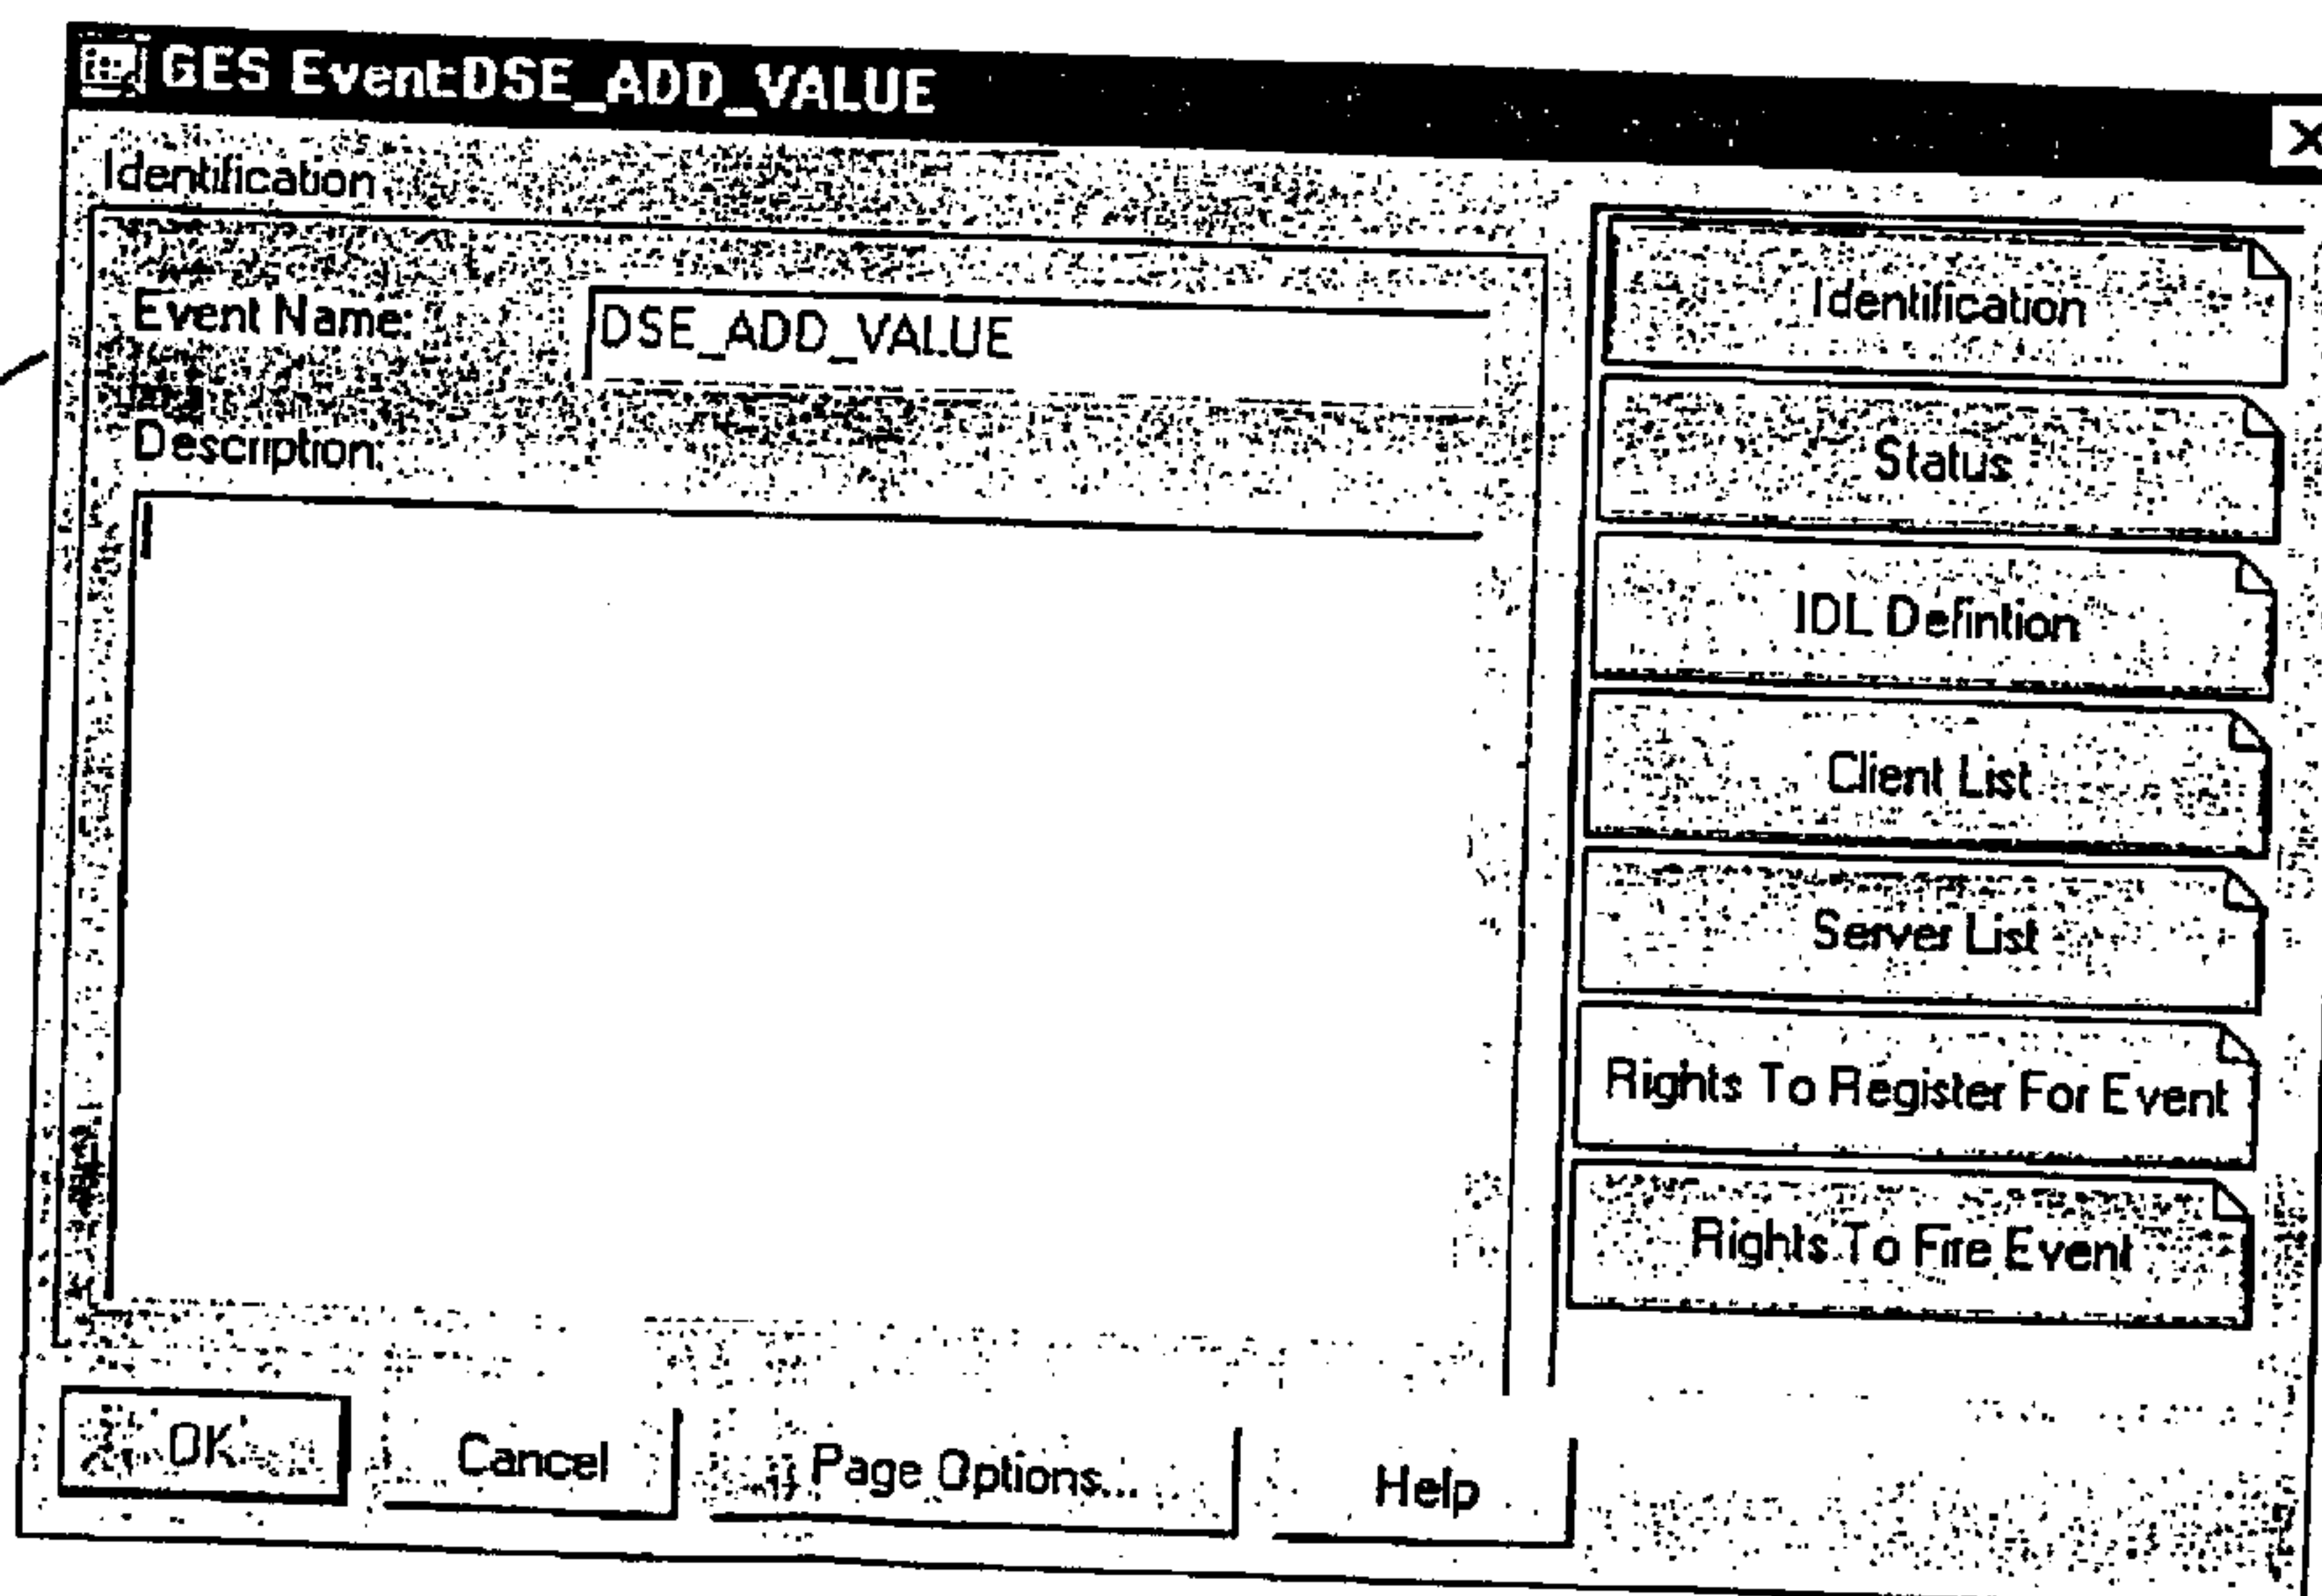 GES Event:DSE_ADD_VALUE
X
Identification
Event Name:
DSE_ADD_VALUE
Description:
Identification
Status
IDL Defintion
Client List
Server List
Rights To Register For Event
Rights To Fire Event
OK
Cancel
Page Options...
Help